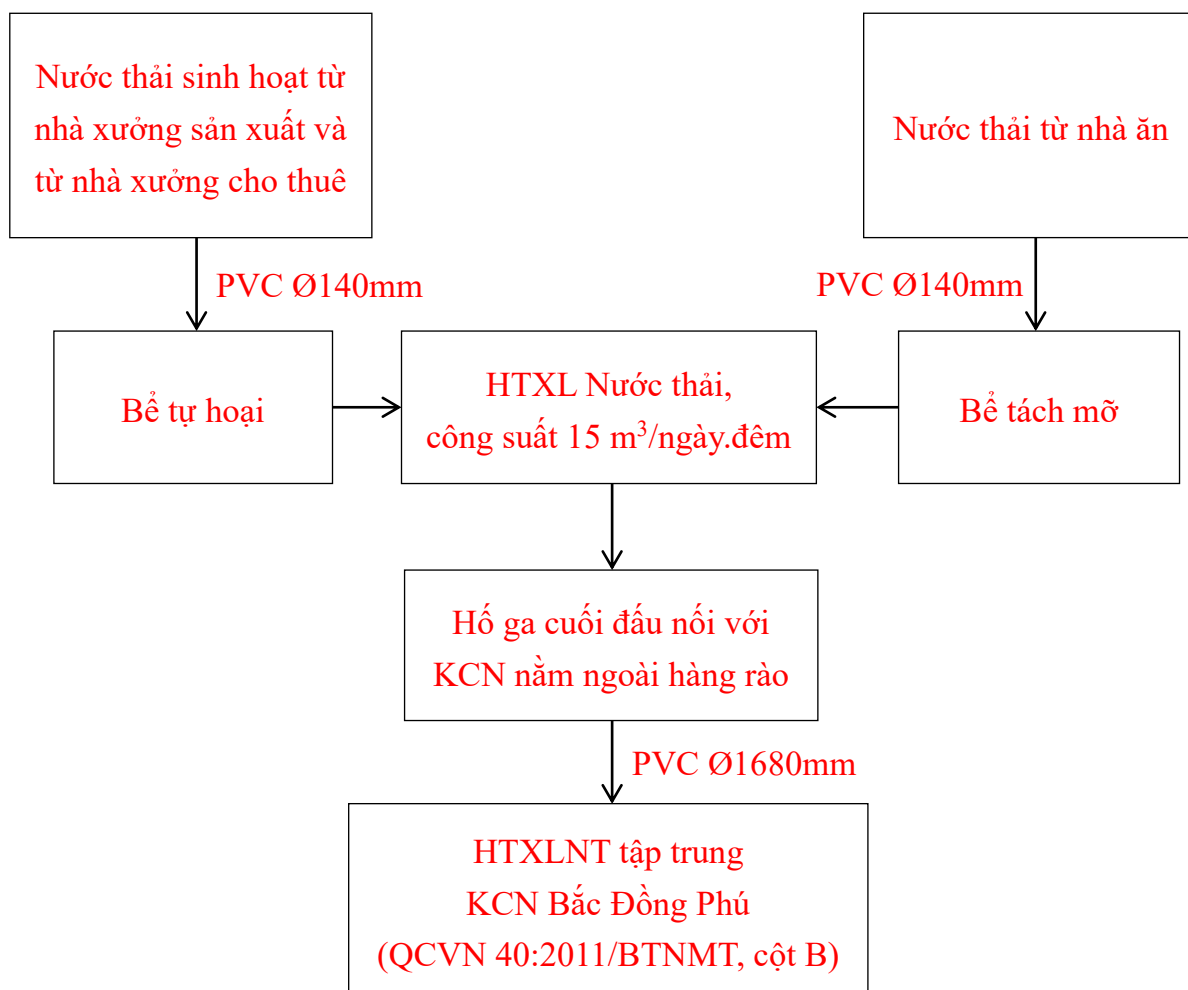 Nước thải sinh hoạt từ
nhà xưởng sản xuất và
từ nhà xưởng cho thuê
Nước thải từ nhà ăn
PVC Ø140mm
PVC Ø140mm
Bể tự hoại
HTXL Nước thải,
công suất 15 m³/ngày.đêm
Bể tách mỡ
Hố ga cuối đấu nối với
KCN nằm ngoài hàng rào
PVC Ø1680mm
HTXLNT tập trung
KCN Bắc Đồng Phú
(QCVN 40:2011/BTNMT, cột B)